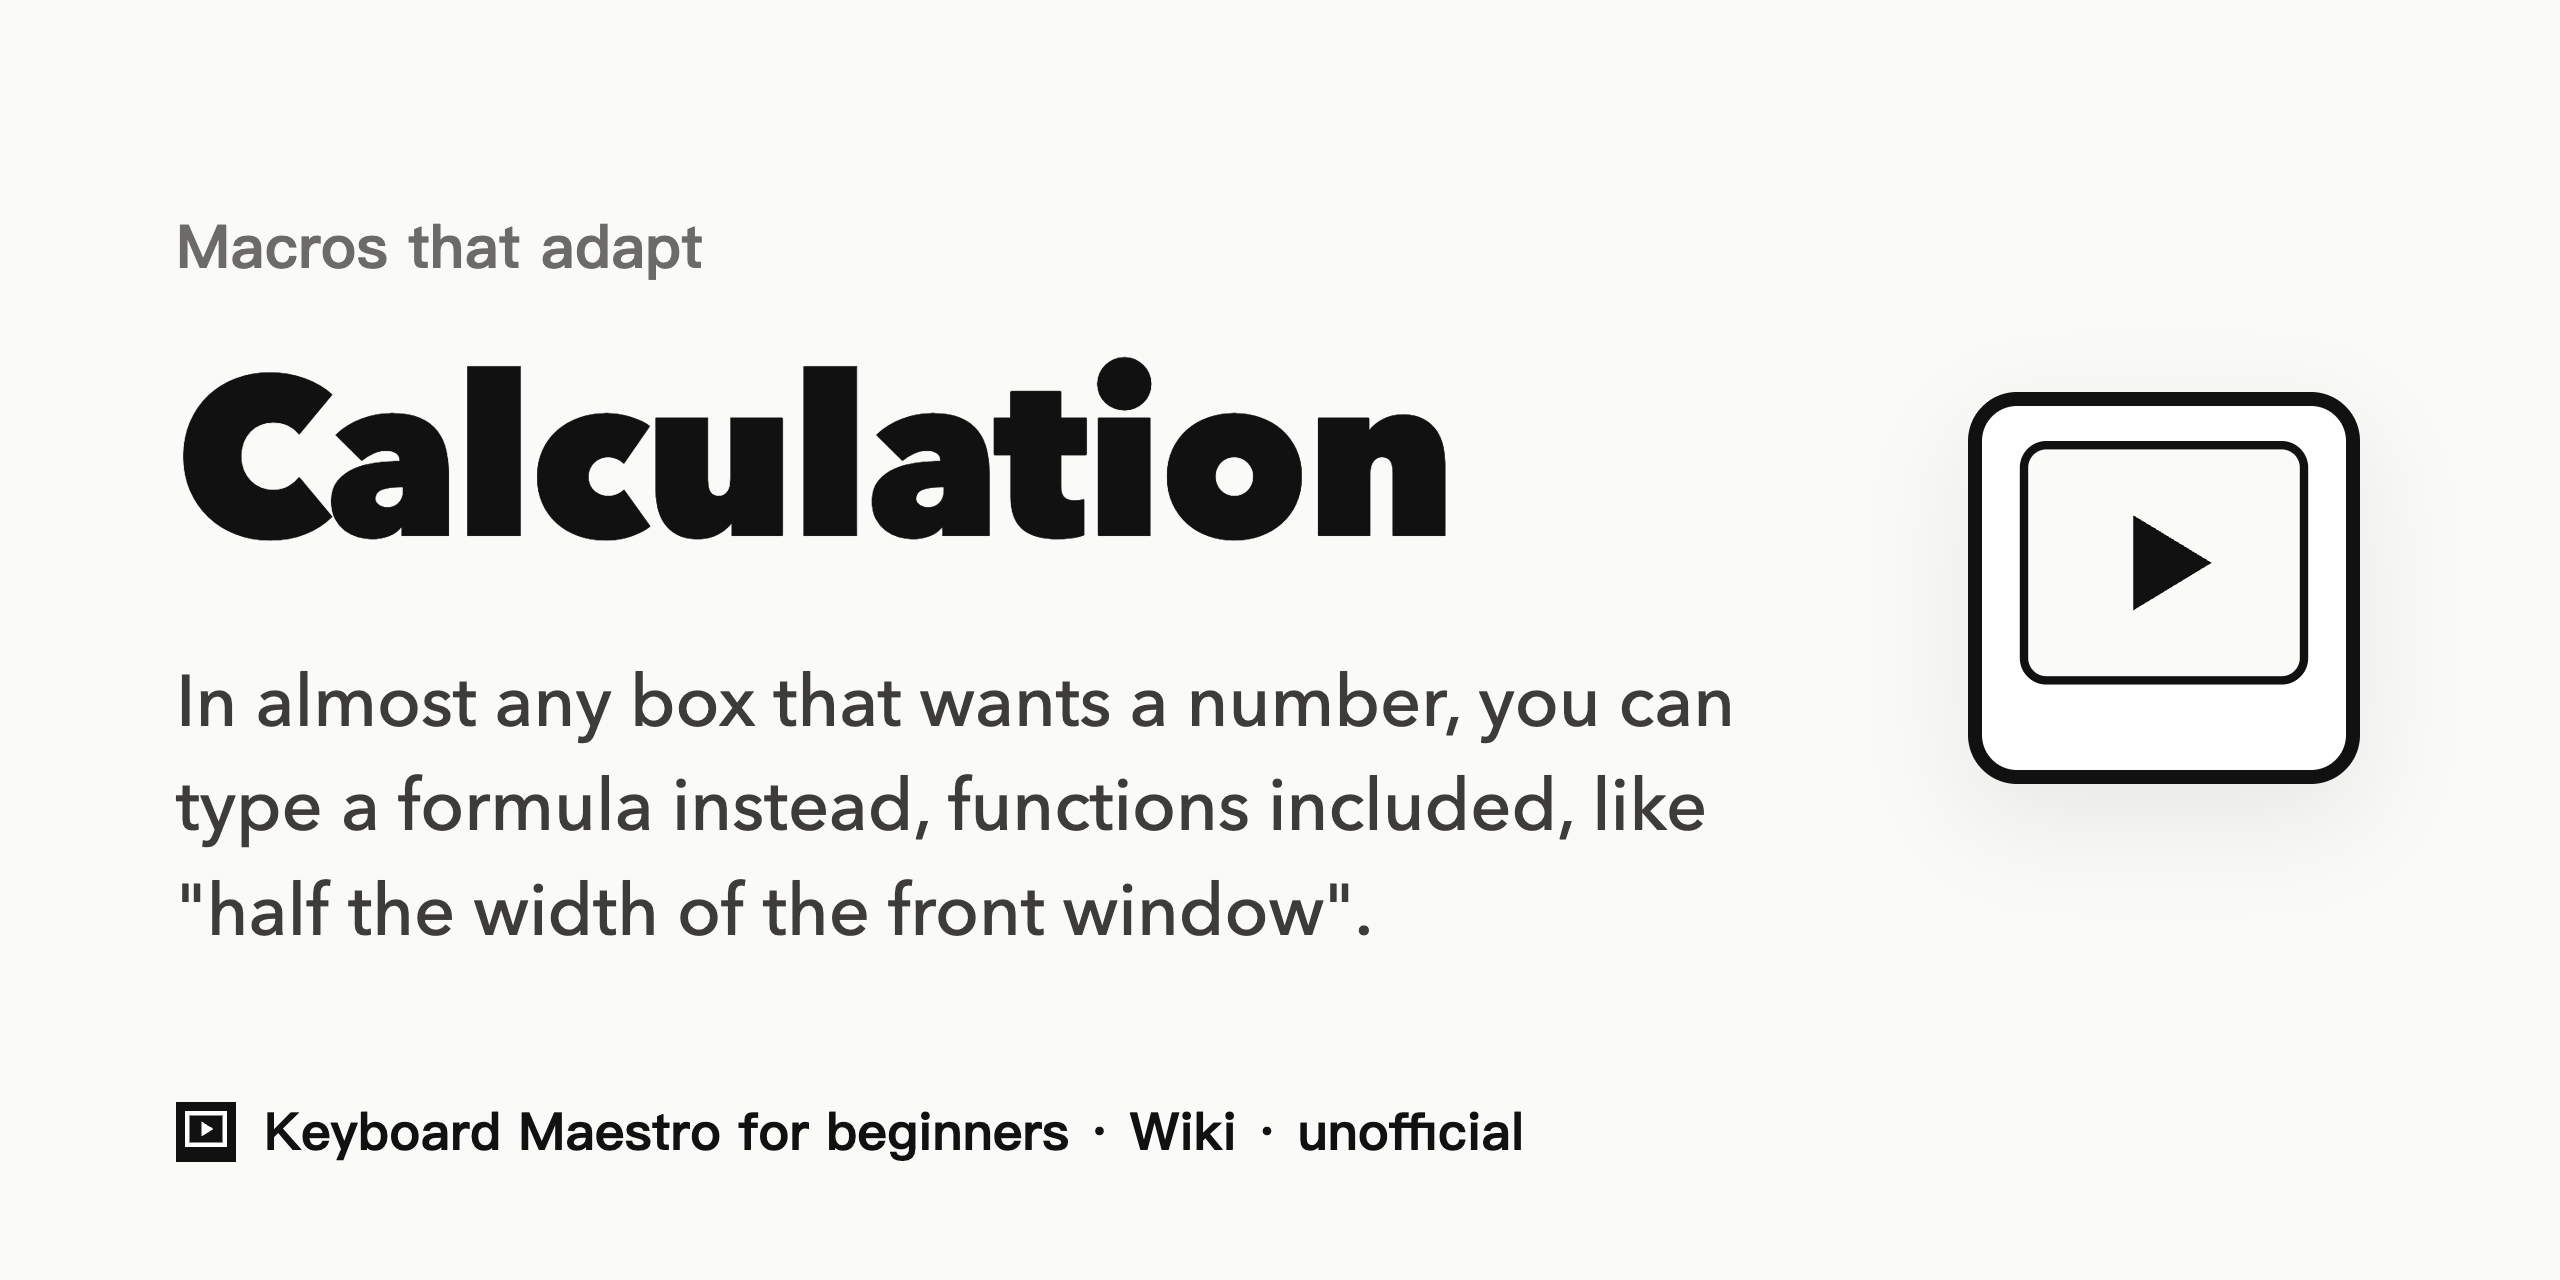 Macros that adapt
Calculation
In almost any box that wants a number, you can
type a formula instead, functions included, like
"half the width of the front window".
Keyboard Maestro for beginners · Wiki · unofficial